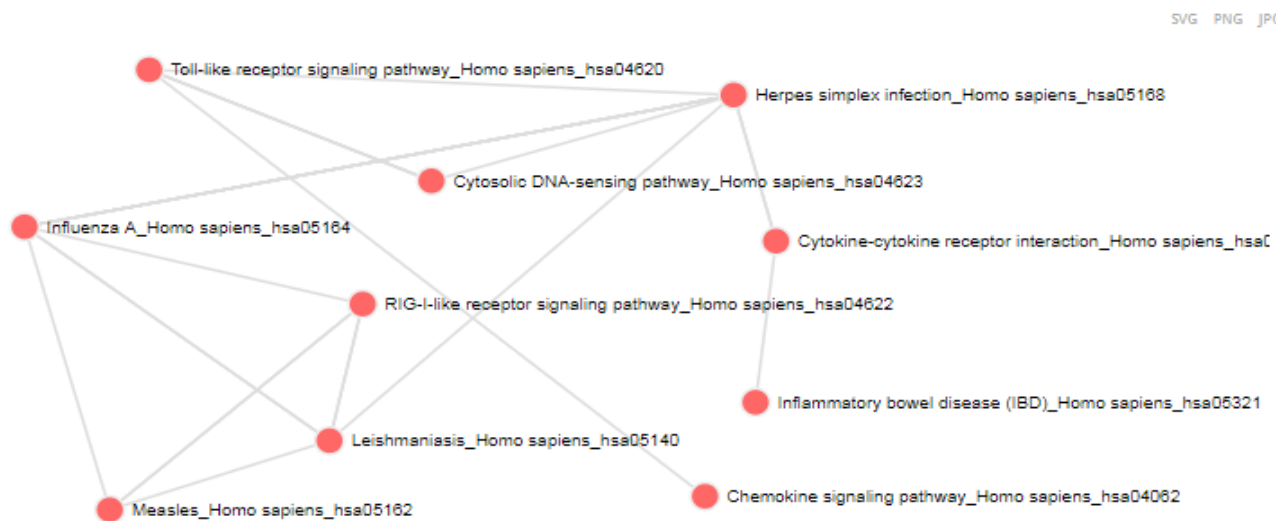 SVG PNG JPG
Toll-like receptor signaling pathway_Homo sapiens_hsa04620
Herpes simplex infection_Homo sapiens_hsa05168
Cytosolic DNA-sensing pathway_Homo sapiens_hsa04623
Influenza A_Homo sapiens_hsa05164
Cytokine-cytokine receptor interaction_Homo sapiens_hsa0
RIG-I-like receptor signaling pathway_Homo sapiens_hsa04622
Inflammatory bowel disease (IBD)_Homo sapiens_hsa05321
Leishmaniasis_Homo sapiens_hsa05140
Chemokine signaling pathway_Homo sapiens_hsa04062
Measles_Homo sapiens_hsa05162